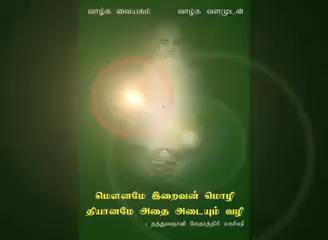 வாழ்க வையகம் வாழ்க வளமுடன்
மௌனமே இறைவன் மொழி
தியானமே அதை அடையும் வழி
- தத்துவஞானி வேதாத்திரி மகரிஷி